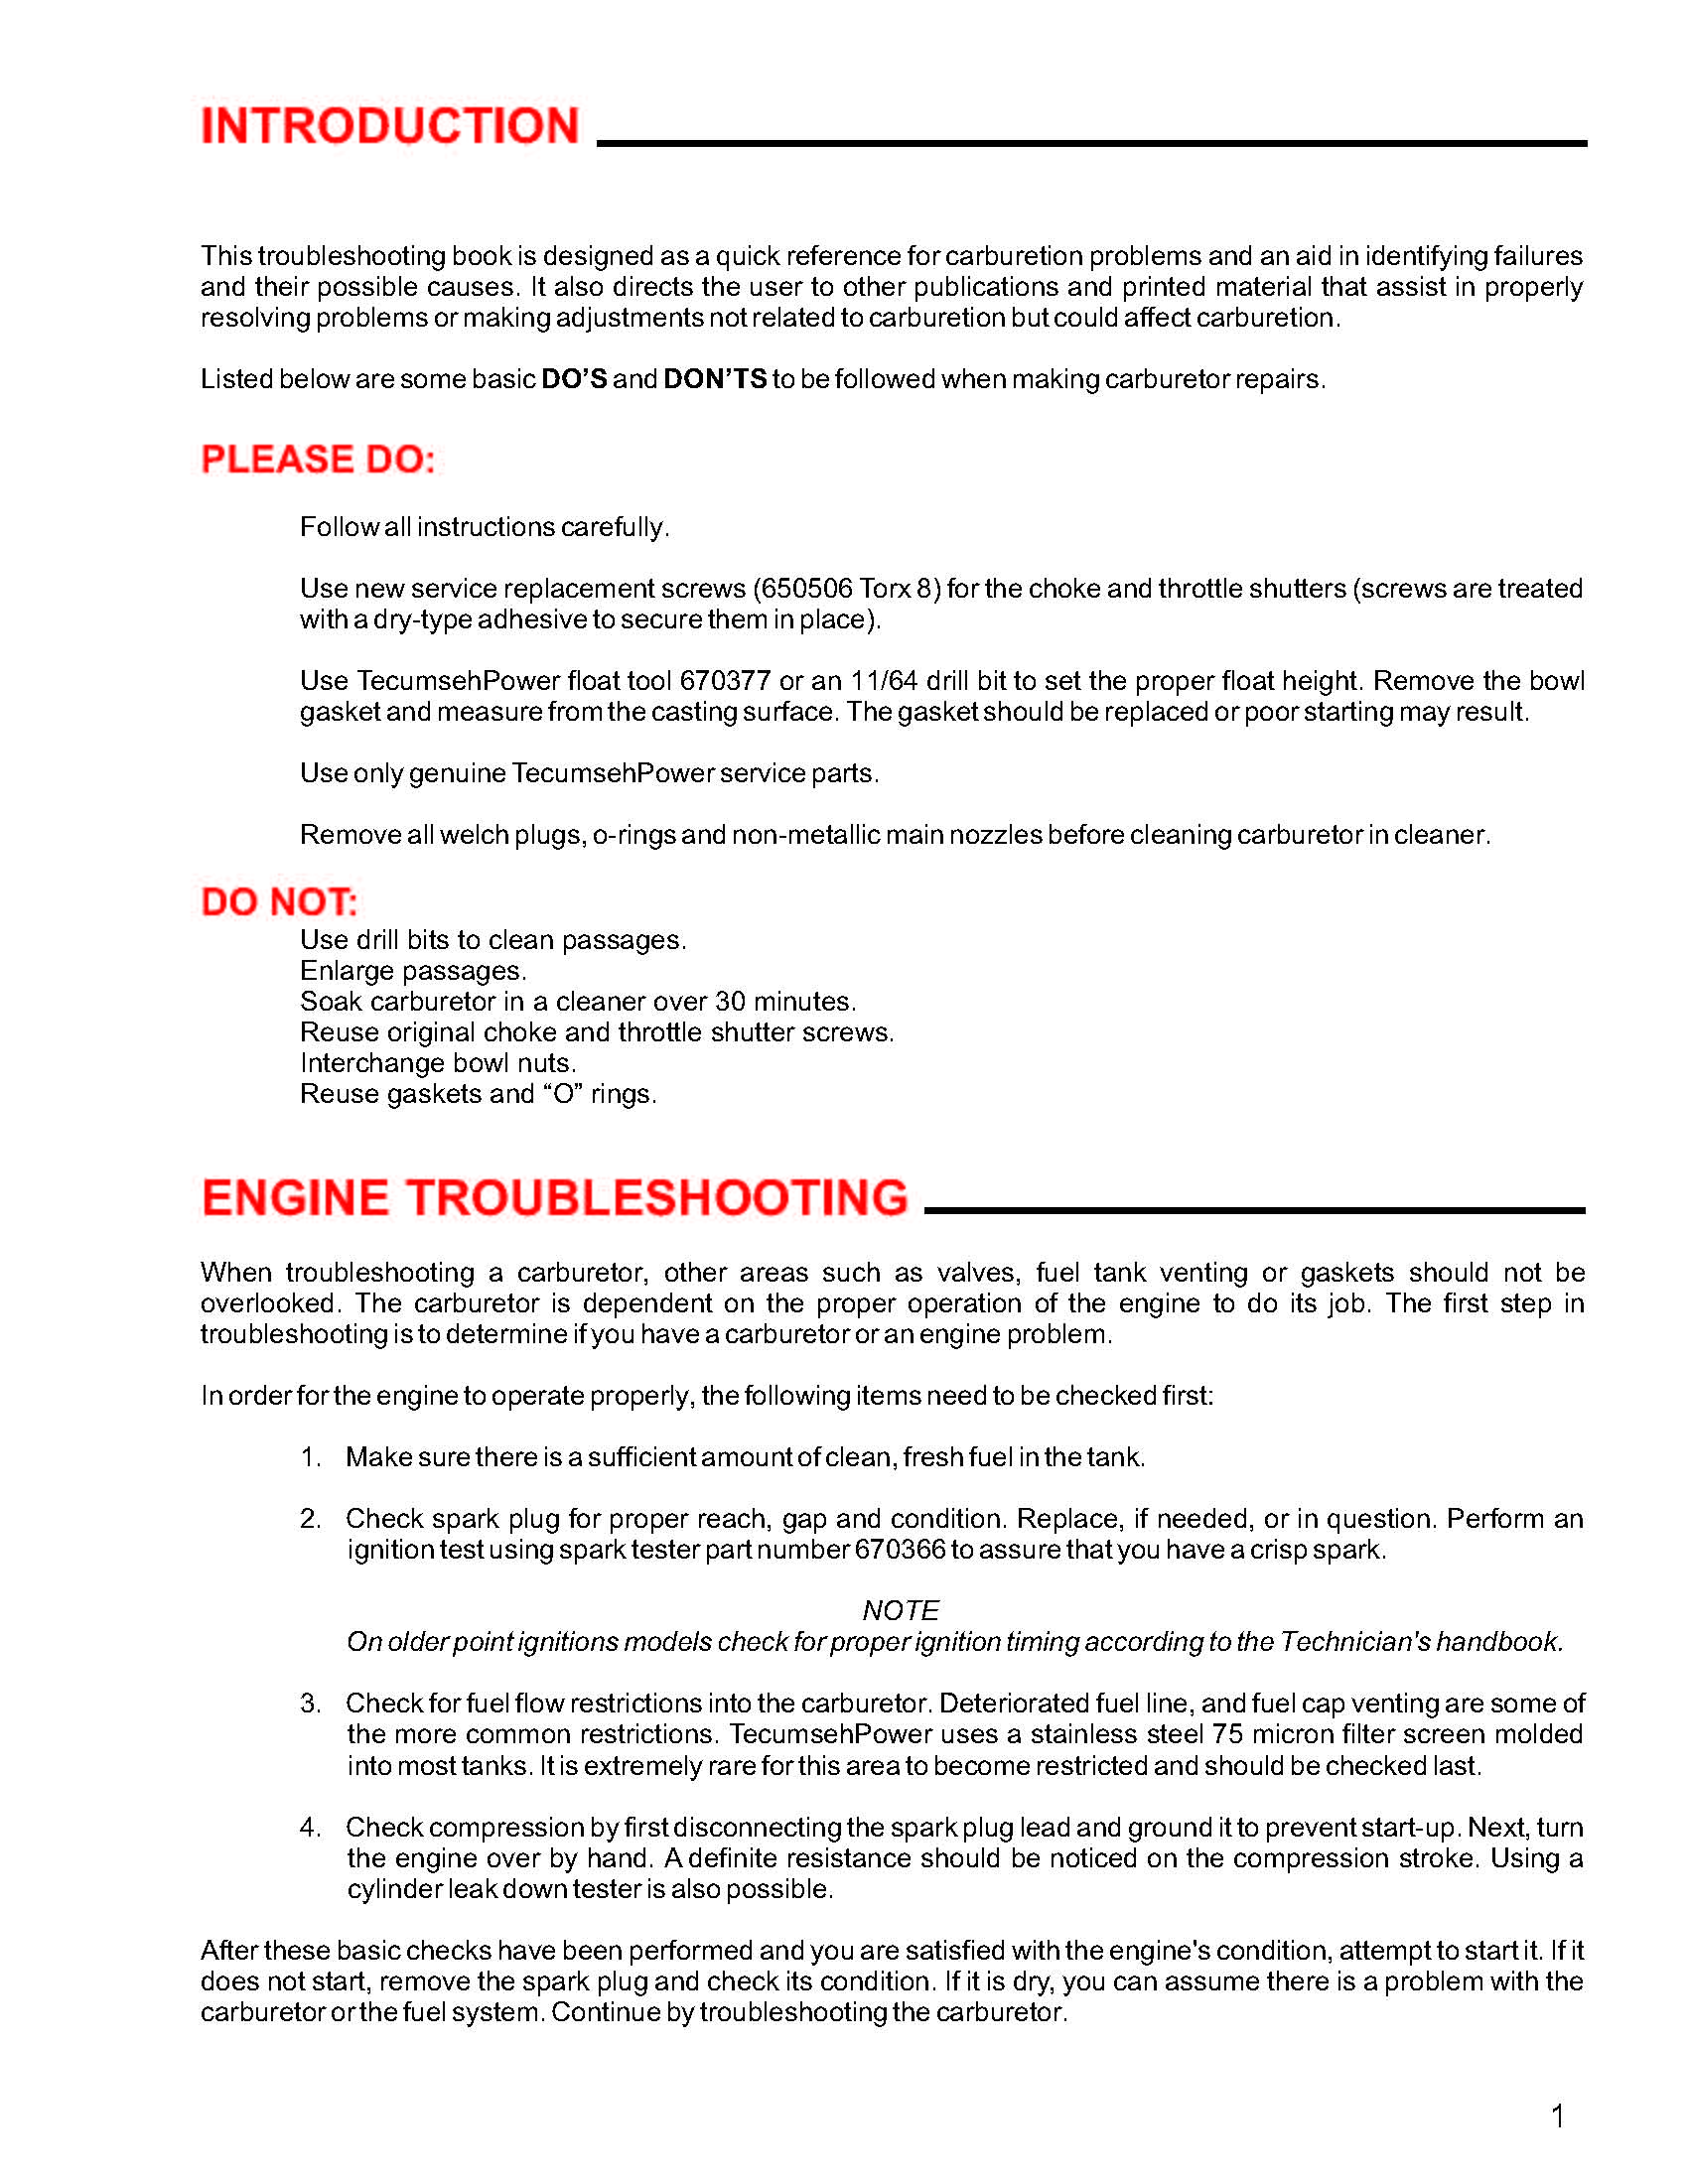 INTRODUCTION
This troubleshooting book is designed as a quick reference for carburetion problems and an aid in identifying failures
and their possible causes. It also directs the user to other publications and printed material that assist in properly
resolving problems or making adjustments not related to carburetion but could affect carburetion.
Listed below are some basic DO’S and DON’TS to be followed when making carburetor repairs.
PLEASE DO:
Follow all instructions carefully.
Use new service replacement screws (650506 Torx 8) for the choke and throttle shutters (screws are treated
with a dry-type adhesive to secure them in place).
Use TecumsehPower float tool 670377 or an 11/64 drill bit to set the proper float height. Remove the bowl
gasket and measure from the casting surface. The gasket should be replaced or poor starting may result.
Use only genuine TecumsehPower service parts.
Remove all welch plugs, o-rings and non-metallic main nozzles before cleaning carburetor in cleaner.
DO NOT:
Use drill bits to clean passages.
Enlarge passages.
Soak carburetor in a cleaner over 30 minutes.
Reuse original choke and throttle shutter screws.
Interchange bowl nuts.
Reuse gaskets and “O” rings.
ENGINE TROUBLESHOOTING
When troubleshooting a carburetor, other areas such as valves, fuel tank venting or gaskets should not be
overlooked. The carburetor is dependent on the proper operation of the engine to do its job. The first step in
troubleshooting is to determine if you have a carburetor or an engine problem.
In order for the engine to operate properly, the following items need to be checked first:
1. Make sure there is a sufficient amount of clean, fresh fuel in the tank.
2. Check spark plug for proper reach, gap and condition. Replace, if needed, or in question. Perform an
ignition test using spark tester part number 670366 to assure that you have a crisp spark.
NOTE
On older point ignitions models check for proper ignition timing according to the Technician's handbook.
3. Check for fuel flow restrictions into the carburetor. Deteriorated fuel line, and fuel cap venting are some of
the more common restrictions. TecumsehPower uses a stainless steel 75 micron filter screen molded
into most tanks. It is extremely rare for this area to become restricted and should be checked last.
4. Check compression by first disconnecting the spark plug lead and ground it to prevent start-up. Next, turn
the engine over by hand. A definite resistance should be noticed on the compression stroke. Using a
cylinder leak down tester is also possible.
After these basic checks have been performed and you are satisfied with the engine's condition, attempt to start it. If it
does not start, remove the spark plug and check its condition. If it is dry, you can assume there is a problem with the
carburetor or the fuel system. Continue by troubleshooting the carburetor.
1